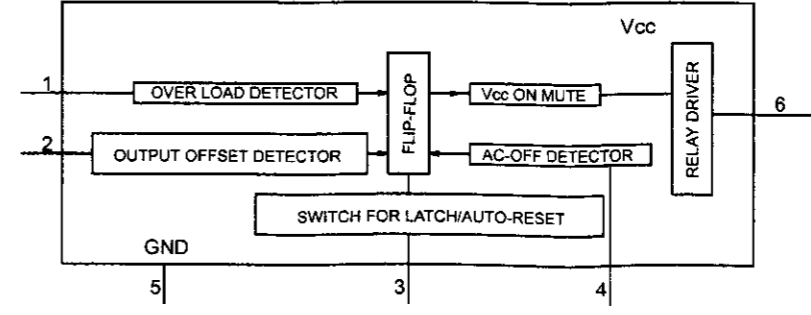 Vcc
1
OVER LOAD DETECTOR
FLIP-FLOP
Vcc ON MUTE
RELAY DRIVER
6
2
OUTPUT OFFSET DETECTOR
AC-OFF DETECTOR
SWITCH FOR LATCH/AUTO-RESET
GND
5
3
4